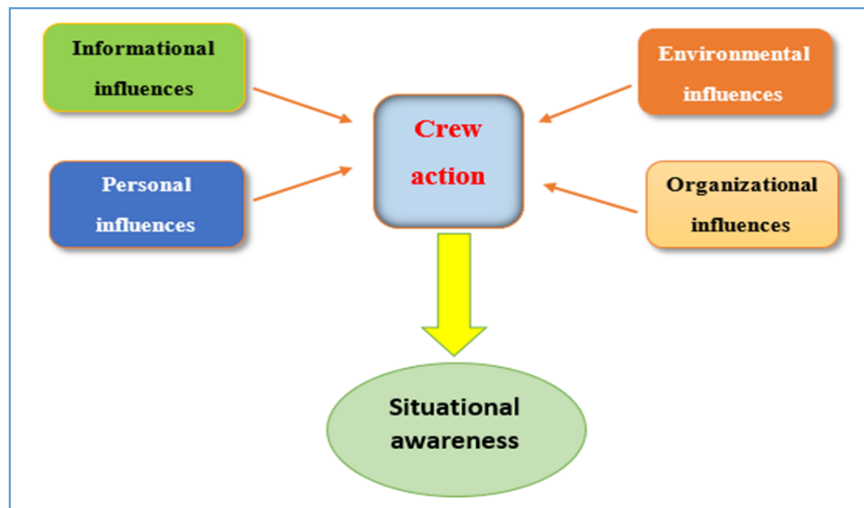 Informational
influences
Environmental
influences
Crew
action
Personal
influences
Organizational
influences
Situational
awareness